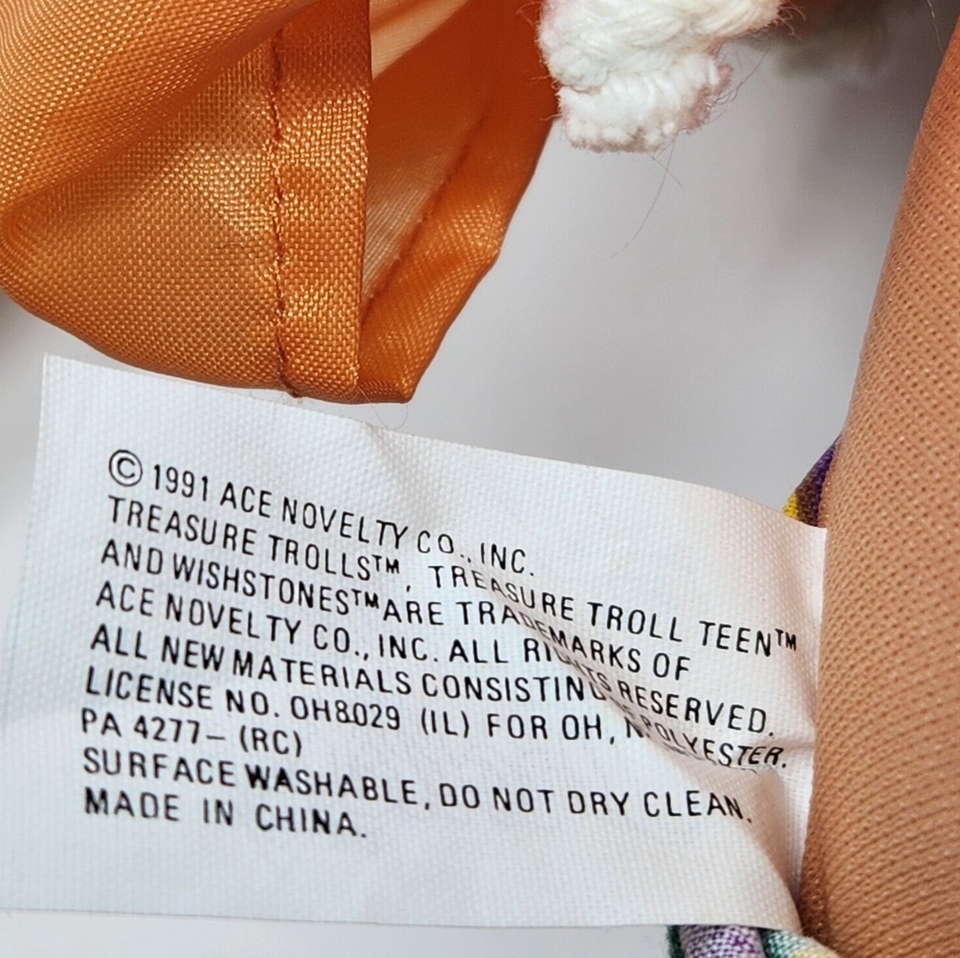 © 1991 ACE NOVELTY CO., INC.
TREASURE TROLLS™, TREASURE TROLL TEEN™
AND WISHSTONES™ ARE TRADEMARKS OF
ACE NOVELTY CO., INC. ALL RIGHTS RESERVED.
ALL NEW MATERIALS CONSISTING POLYESTER.
LICENSE NO. OH8029 (IL) FOR OH,
PA 4277– (RC)
SURFACE WASHABLE, DO NOT DRY CLEAN.
MADE IN CHINA.